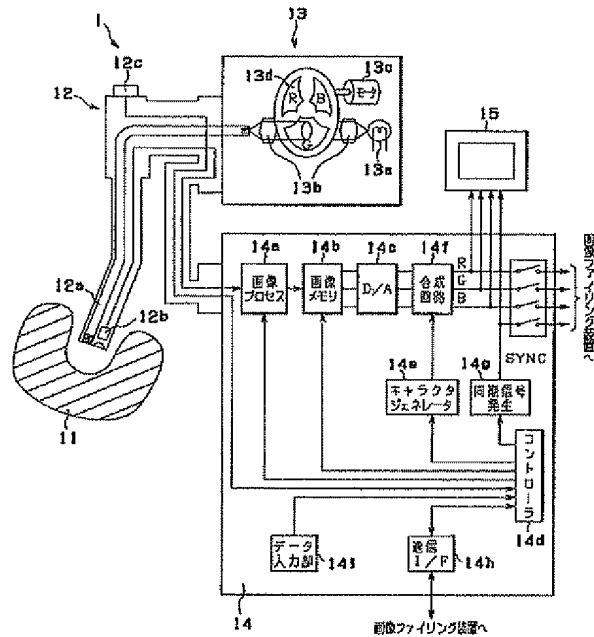 1
13
12c
12
13d
13c
R
B
E-J
G
13b
13a
15
12a
12b
11
14a
14b
14c
14f
画像
プロセス
画像
メモリ
D/A
合成
回路
R
G
B
SYNC
画像ファイリング装置へ
14e
14g
キャラクタ
ジェネレータ
同期信号
発生
コントローラ
14d
データ
入力部
通信
I/F
14h
14
画像ファイリング装置へ